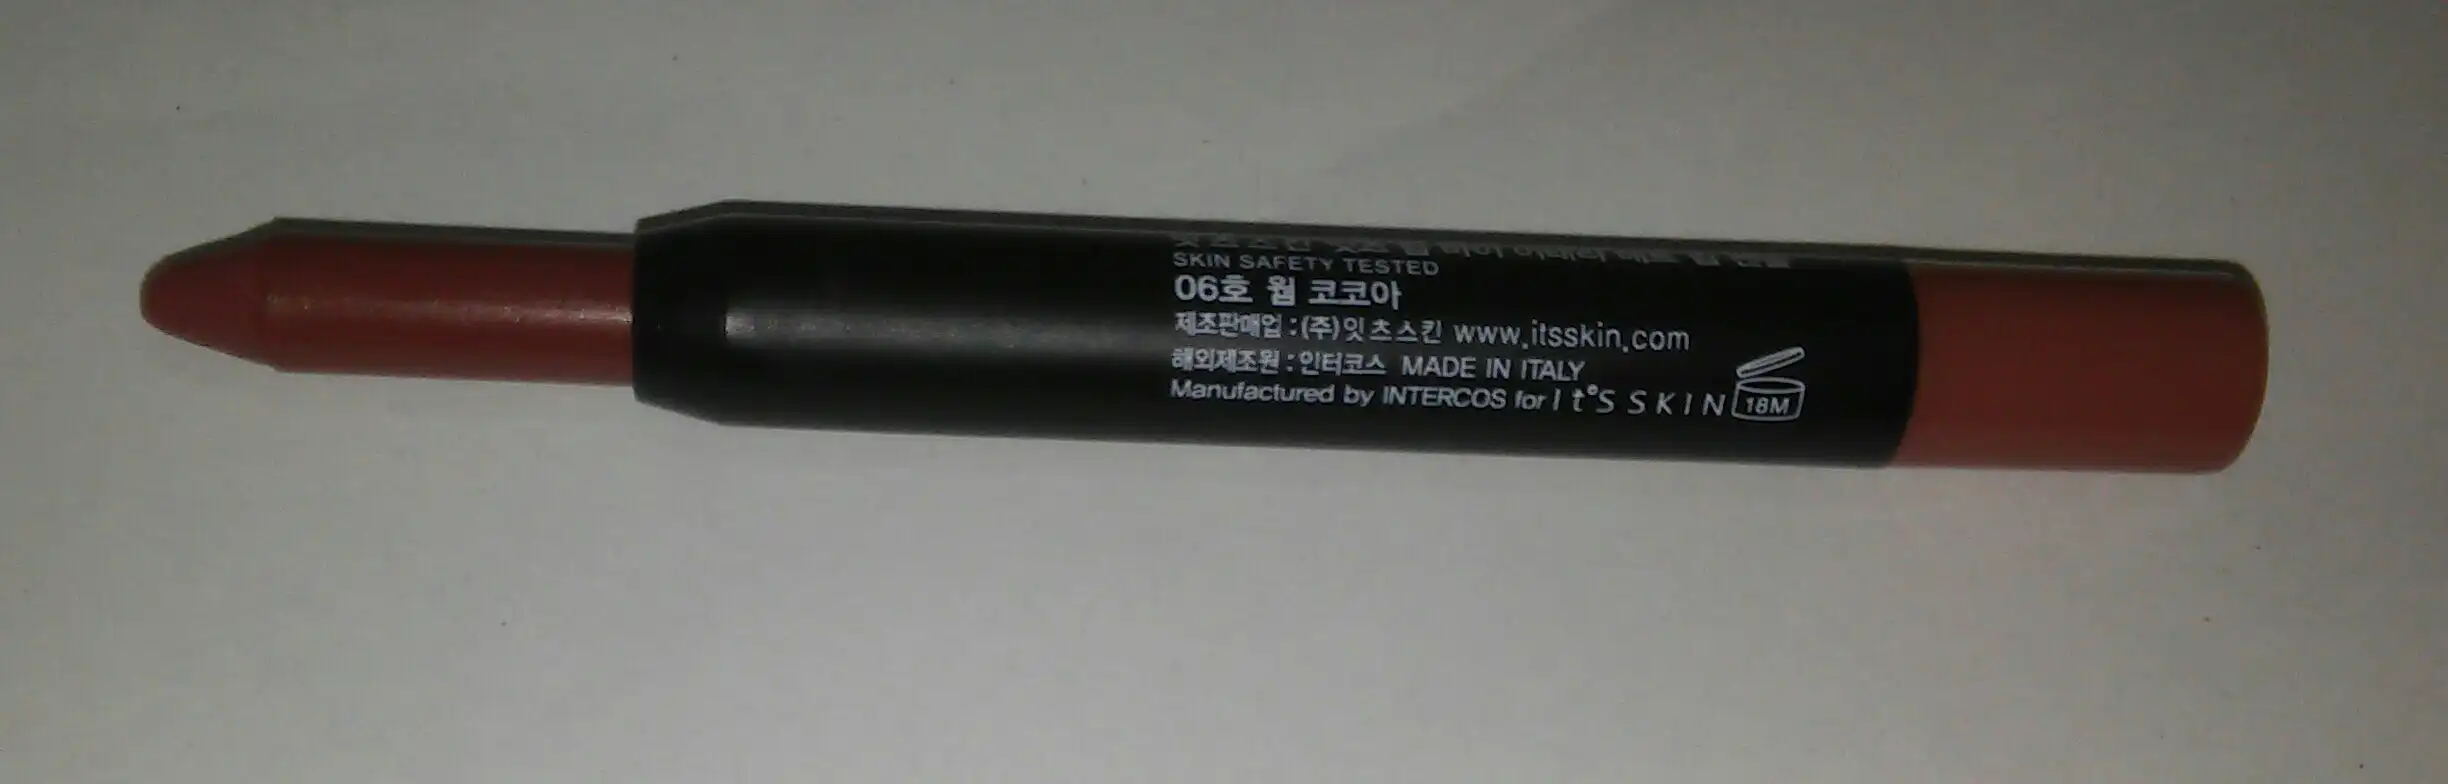 SKIN SAFETY TESTED
06호 웜 코코아
제조판매업 : (주)잇츠스킨 www.itsskin.com
해외제조원 : 인터코스 MADE IN ITALY
Manufactured by INTERCOS for It°S SKIN
18M